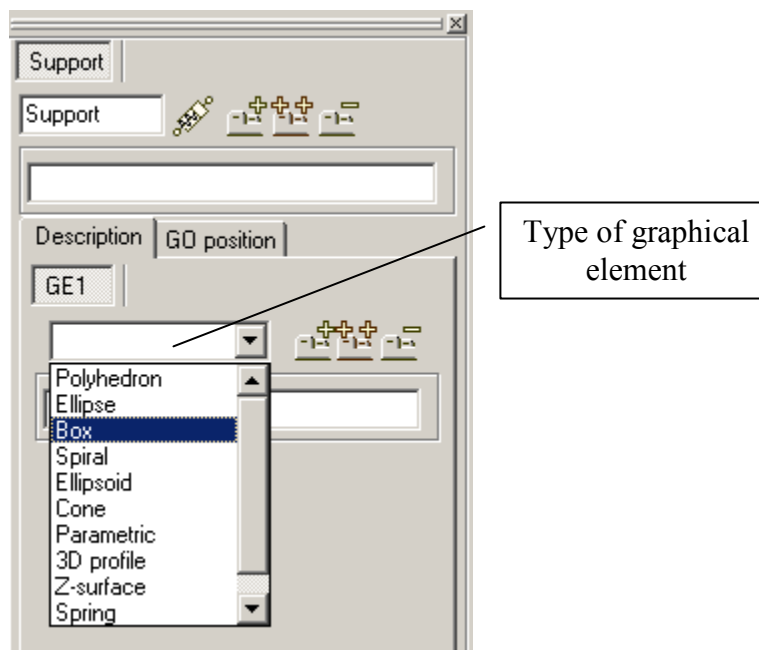 Support
Support
Description
GO position
Type of graphical
element
GE1
Polyhedron
Ellipse
Box
Spiral
Ellipsoid
Cone
Parametric
3D profile
Z-surface
Spring